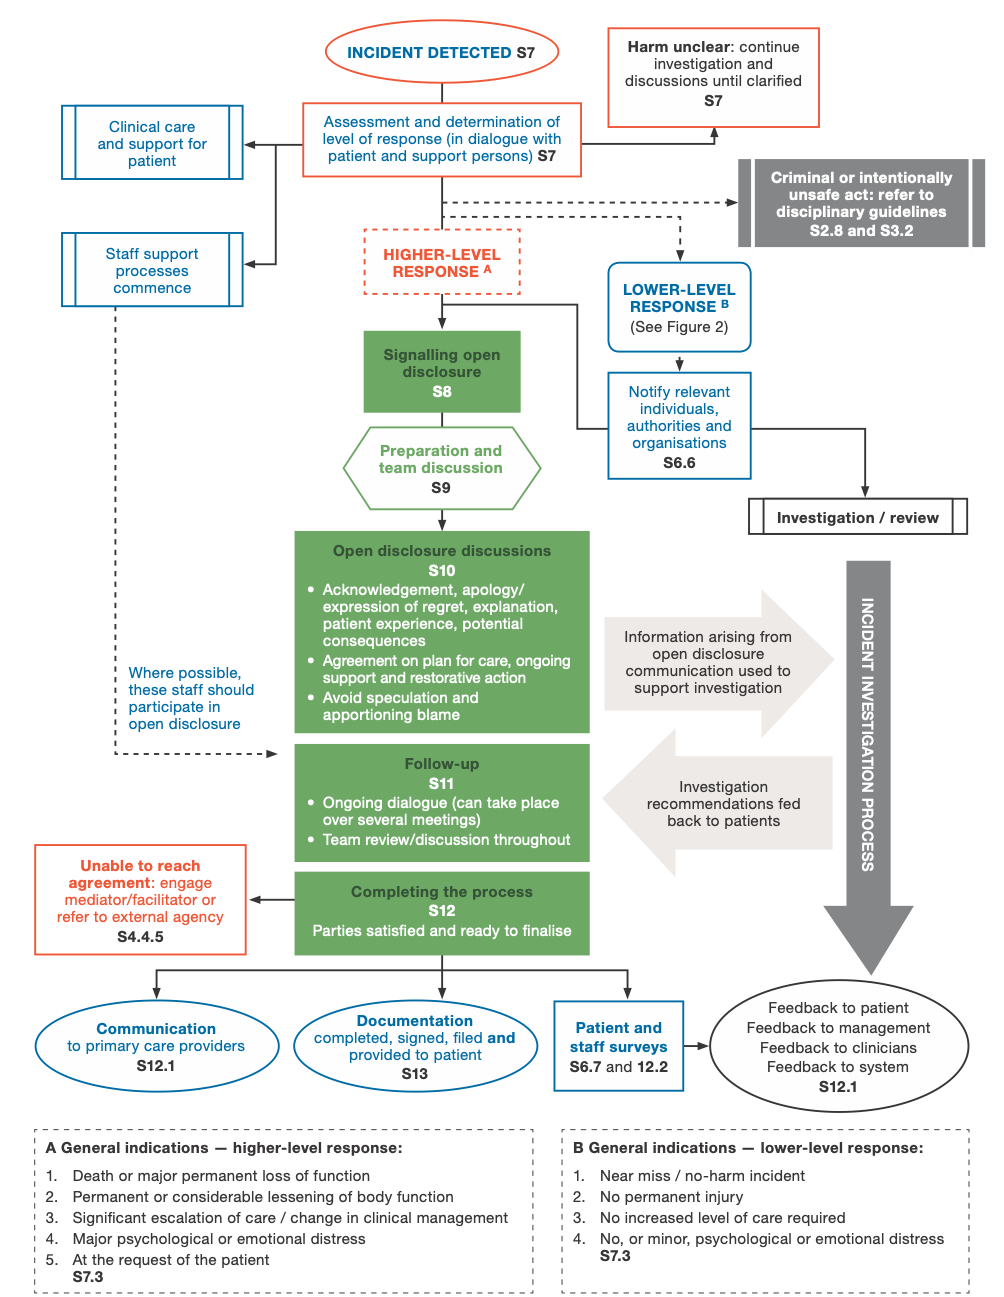 INCIDENT DETECTED S7
Harm unclear: continue
investigation and
discussions until clarified
S7
Clinical care
and support for
patient
Assessment and determination of
level of response (in dialogue with
patient and support persons) S7
Criminal or intentionally
unsafe act: refer to
disciplinary guidelines
S2.8 and S3.2
Staff support
processes
commence
HIGHER-LEVEL
RESPONSE A
LOWER-LEVEL
RESPONSE B
(See Figure 2)
Signalling open
disclosure
S8
Notify relevant
individuals,
authorities and
organisations
S6.6
Preparation and
team discussion
S9
Investigation / review
Open disclosure discussions
S10
• Acknowledgement, apology/
expression of regret, explanation,
patient experience, potential
consequences
• Agreement on plan for care, ongoing
support and restorative action
• Avoid speculation and
apportioning blame
Information arising from
open disclosure
communication used to
support investigation
INCIDENT INVESTIGATION PROCESS
Where possible,
these staff should
participate in
open disclosure
Follow-up
S11
• Ongoing dialogue (can take place
over several meetings)
• Team review/discussion throughout
Investigation
recommendations fed
back to patients
Unable to reach
agreement: engage
mediator/facilitator or
refer to external agency
S4.4.5
Completing the process
S12
Parties satisfied and ready to finalise
Communication
to primary care providers
S12.1
Documentation
completed, signed, filed and
provided to patient
S13
Patient and
staff surveys
S6.7 and 12.2
Feedback to patient
Feedback to management
Feedback to clinicians
Feedback to system
S12.1
A General indications — higher-level response:
1. Death or major permanent loss of function
2. Permanent or considerable lessening of body function
3. Significant escalation of care / change in clinical management
4. Major psychological or emotional distress
5. At the request of the patient
S7.3
B General indications — lower-level response:
1. Near miss / no-harm incident
2. No permanent injury
3. No increased level of care required
4. No, or minor, psychological or emotional distress
S7.3